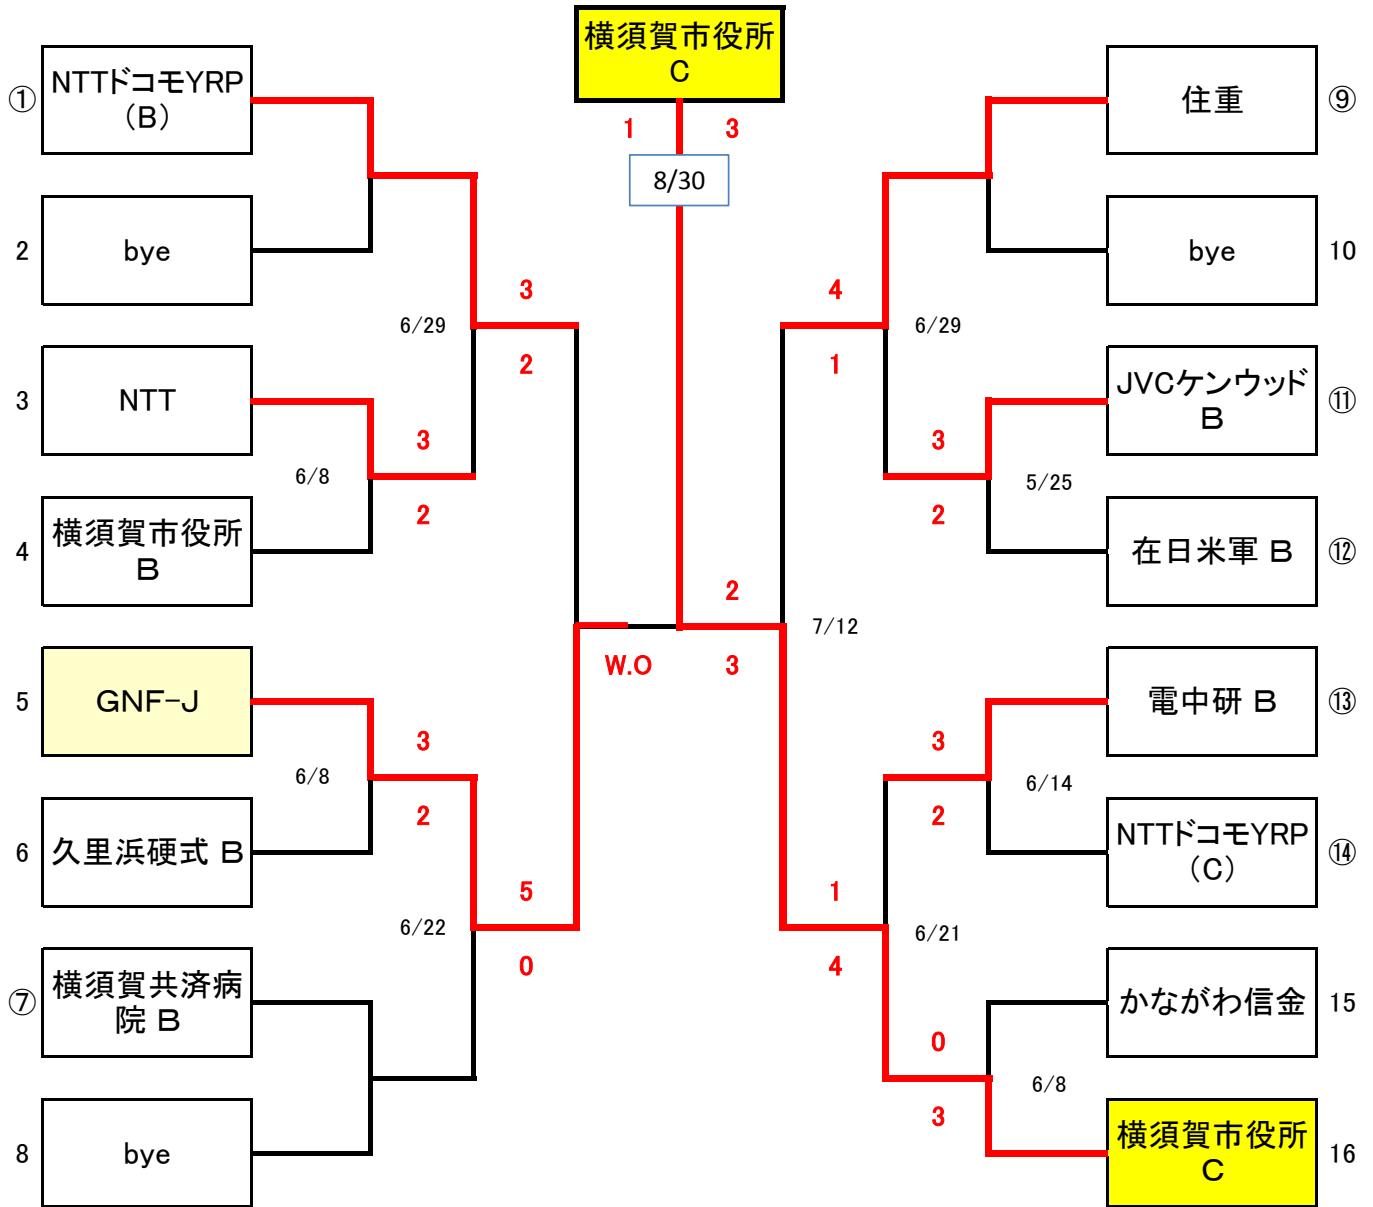 横須賀市役所
C
1 3
8/30
① NTTドコモYRP
(B)
2 bye
3 NTT
4 横須賀市役所
B
5 GNF-J
6 久里浜硬式 B
⑦ 横須賀共済病
院 B
8 bye
6/29
3
2
6/8
3
2
6/8
3
2
6/22
5
0
W.O
2
3
7/12
4
1
6/29
3
2
5/25
3
2
6/14
1
4
6/21
0
3
6/8
住重 ⑨
bye 10
JVCケンウッド
B ⑪
在日米軍 B ⑫
電中研 B ⑬
NTTドコモYRP
(C) ⑭
かながわ信金 15
横須賀市役所
C 16